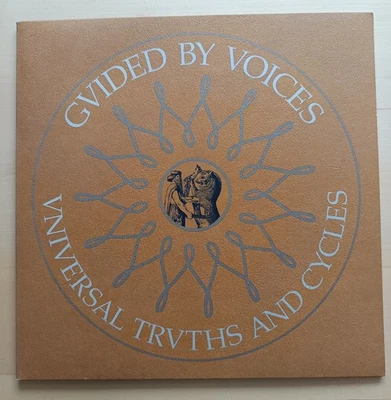 GVIDED BY VOICES
VNIVERSAL TRVTHS AND CYCLES